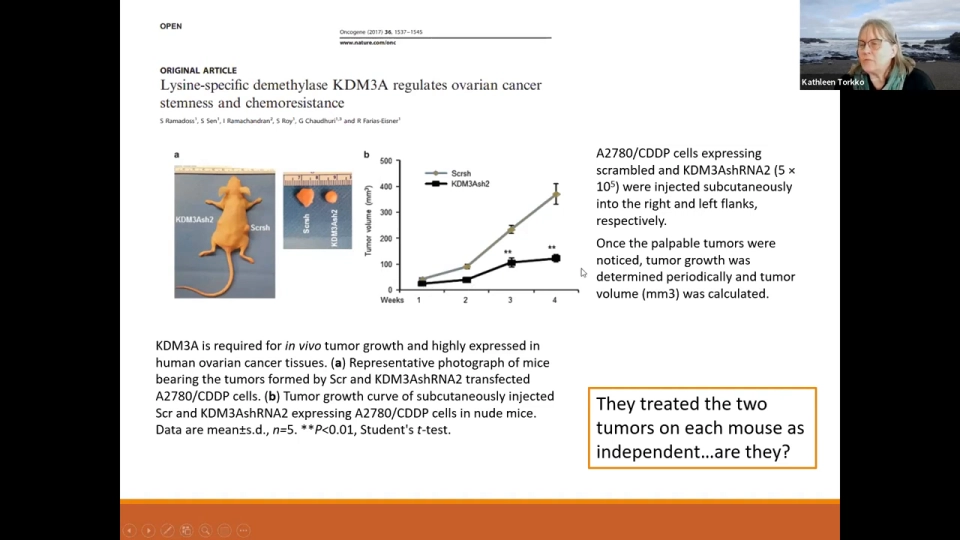 OPEN
Oncogene (2017) 36, 1537–1545
www.nature.com/onc
Kathleen Torkko
ORIGINAL ARTICLE
Lysine-specific demethylase KDM3A regulates ovarian cancer
stemness and chemoresistance
S Ramadoss¹, S Sen¹, I Ramachandran², S Roy¹, G Chaudhuri¹,³ and R Farias-Eisner¹
a
KDM3Ash2
Scrsh
Scrsh
KDM3Ash2
b
Tumor volume (mm³)
500
400
300
200
100
0
Scrsh
KDM3Ash2
**
**
Weeks 1 2 3 4
A2780/CDDP cells expressing
scrambled and KDM3AshRNA2 (5 ×
10⁵) were injected subcutaneously
into the right and left flanks,
respectively.
Once the palpable tumors were
noticed, tumor growth was
determined periodically and tumor
volume (mm3) was calculated.
KDM3A is required for in vivo tumor growth and highly expressed in
human ovarian cancer tissues. (a) Representative photograph of mice
bearing the tumors formed by Scr and KDM3AshRNA2 transfected
A2780/CDDP cells. (b) Tumor growth curve of subcutaneously injected
Scr and KDM3AshRNA2 expressing A2780/CDDP cells in nude mice.
Data are mean±s.d., n=5. **P<0.01, Student's t-test.
They treated the two
tumors on each mouse as
independent...are they?